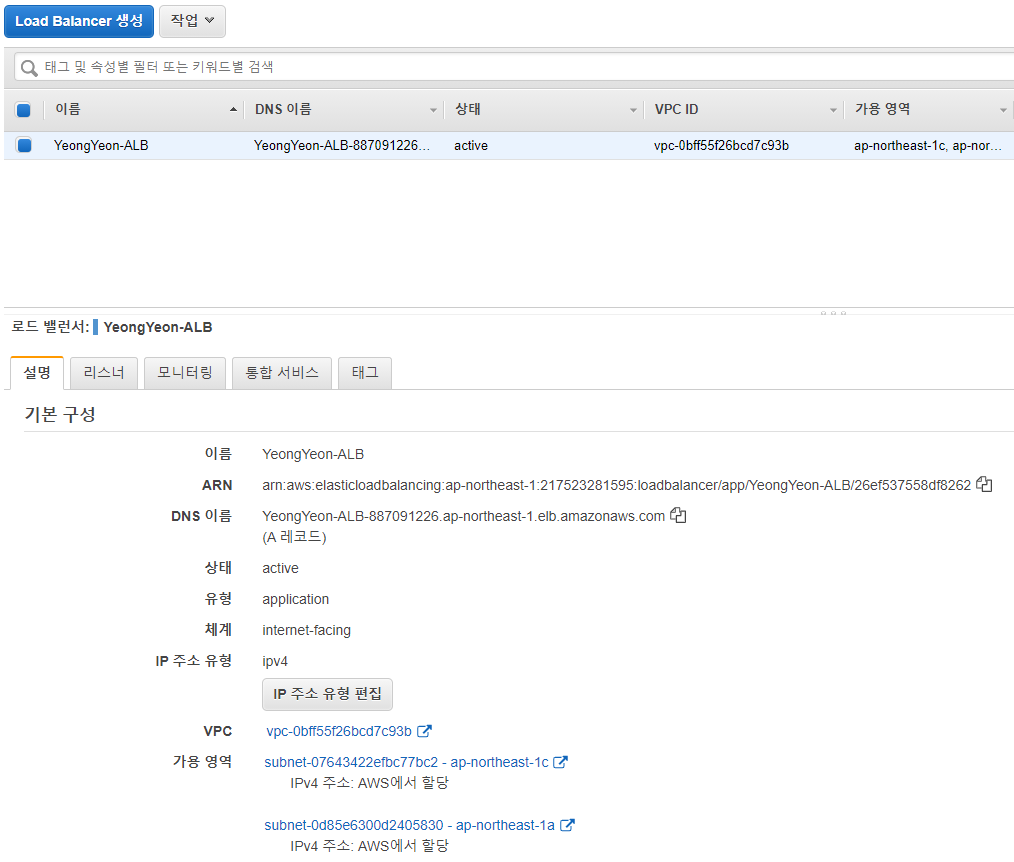 Load Balancer 생성 작업
태그 및 속성별 필터 또는 키워드별 검색
이름 DNS 이름 상태 VPC ID 가용 영역
YeongYeon-ALB YeongYeon-ALB-887091226... active vpc-0bff55f26bcd7c93b ap-northeast-1c, ap-nor...
로드 밸런서: YeongYeon-ALB
설명 리스너 모니터링 통합 서비스 태그
기본 구성
이름 YeongYeon-ALB
ARN arn:aws:elasticloadbalancing:ap-northeast-1:217523281595:loadbalancer/app/YeongYeon-ALB/26ef537558df8262
DNS 이름 YeongYeon-ALB-887091226.ap-northeast-1.elb.amazonaws.com
(A 레코드)
상태 active
유형 application
체계 internet-facing
IP 주소 유형 ipv4
IP 주소 유형 편집
VPC vpc-0bff55f26bcd7c93b
가용 영역 subnet-07643422efbc77bc2 - ap-northeast-1c
IPv4 주소: AWS에서 할당
subnet-0d85e6300d2405830 - ap-northeast-1a
IPv4 주소: AWS에서 할당